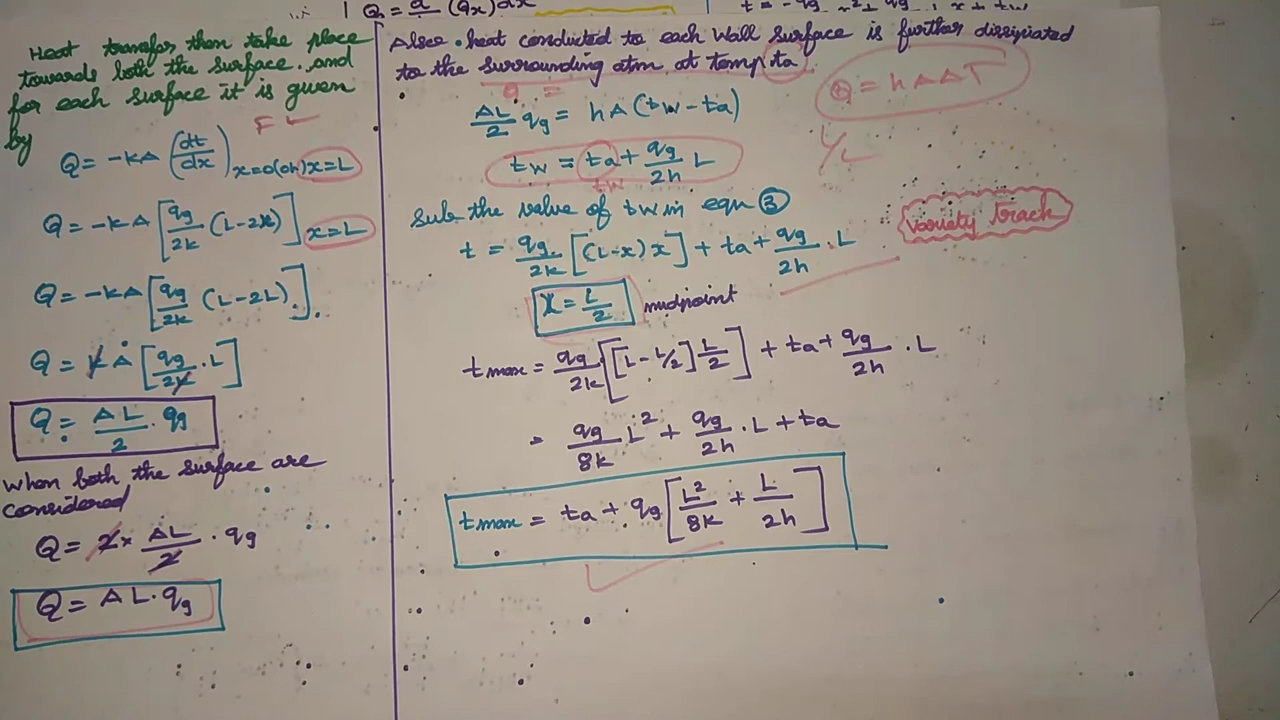 Q = d/ (qx) dx
Heat transfer then take place
towards both the surface. and
for each surface it is given
by
F
Q = -kA (dt/dx) x=0(or) x=L
Q = -kA [qg/2k (L-2x)] x=L
Q = -kA [qg/2k (L-2L)].
Q = kA [qg/2k . L]
Q = AL/2 . qg
when both the surface are
considered
Q = 2 x AL/2 . qg
Q = AL. qg
Also heat conducted to each wall surface is further dissipiated
to the surrounding atm at temp ta
Q = hAΔT
AL/2 qg = hA (tw - ta)
tw = ta + qg/2h L
tw
Sub the value of tw in eqn ③
variety track
t = qg/2k [(L-x)x] + ta + qg/2h . L
x = L/2 midpoint
tmax = qg/2k [[L - L/2] L/2] + ta + qg/2h . L
= qg/8k L² + qg/2h . L + ta
tmax = ta + qg [L²/8k + L/2h]